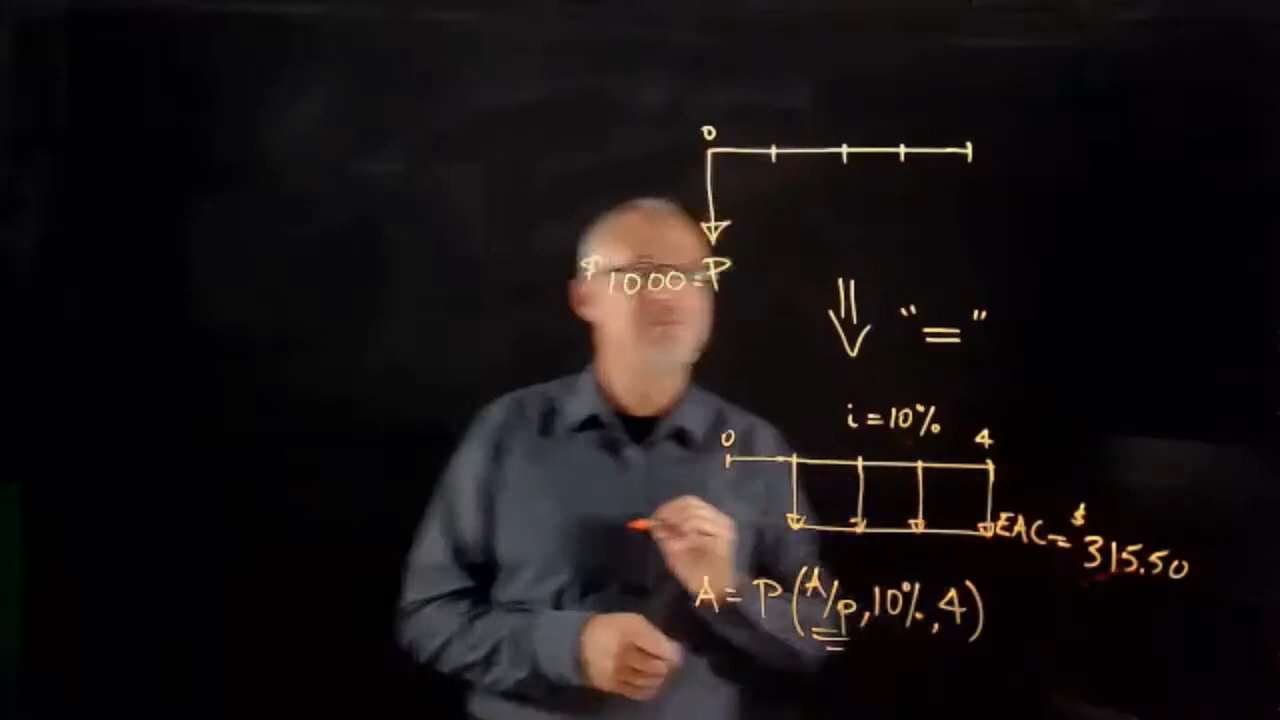 0
$1000=P
"="
i=10%
0 4
EAC=$315.50
A=P(A/P,10%,4)